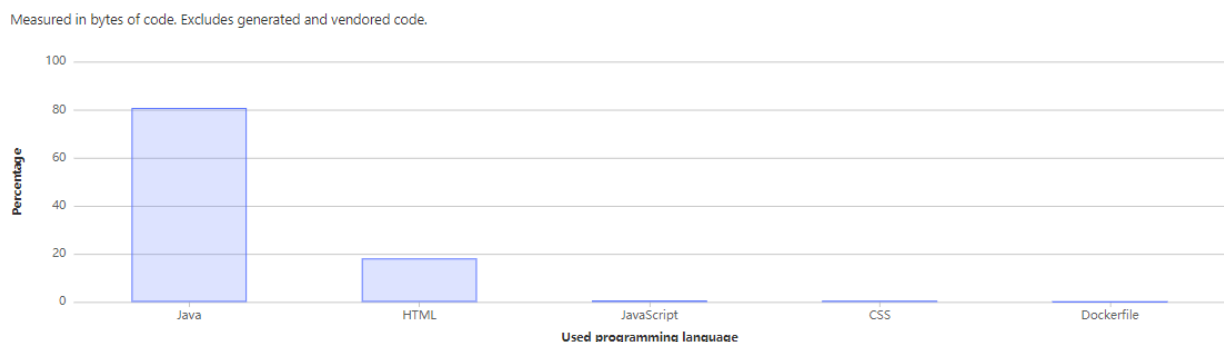 Measured in bytes of code. Excludes generated and vendored code.
100
80
60
40
20
0
Percentage
Java HTML JavaScript CSS Dockerfile
Used programming language